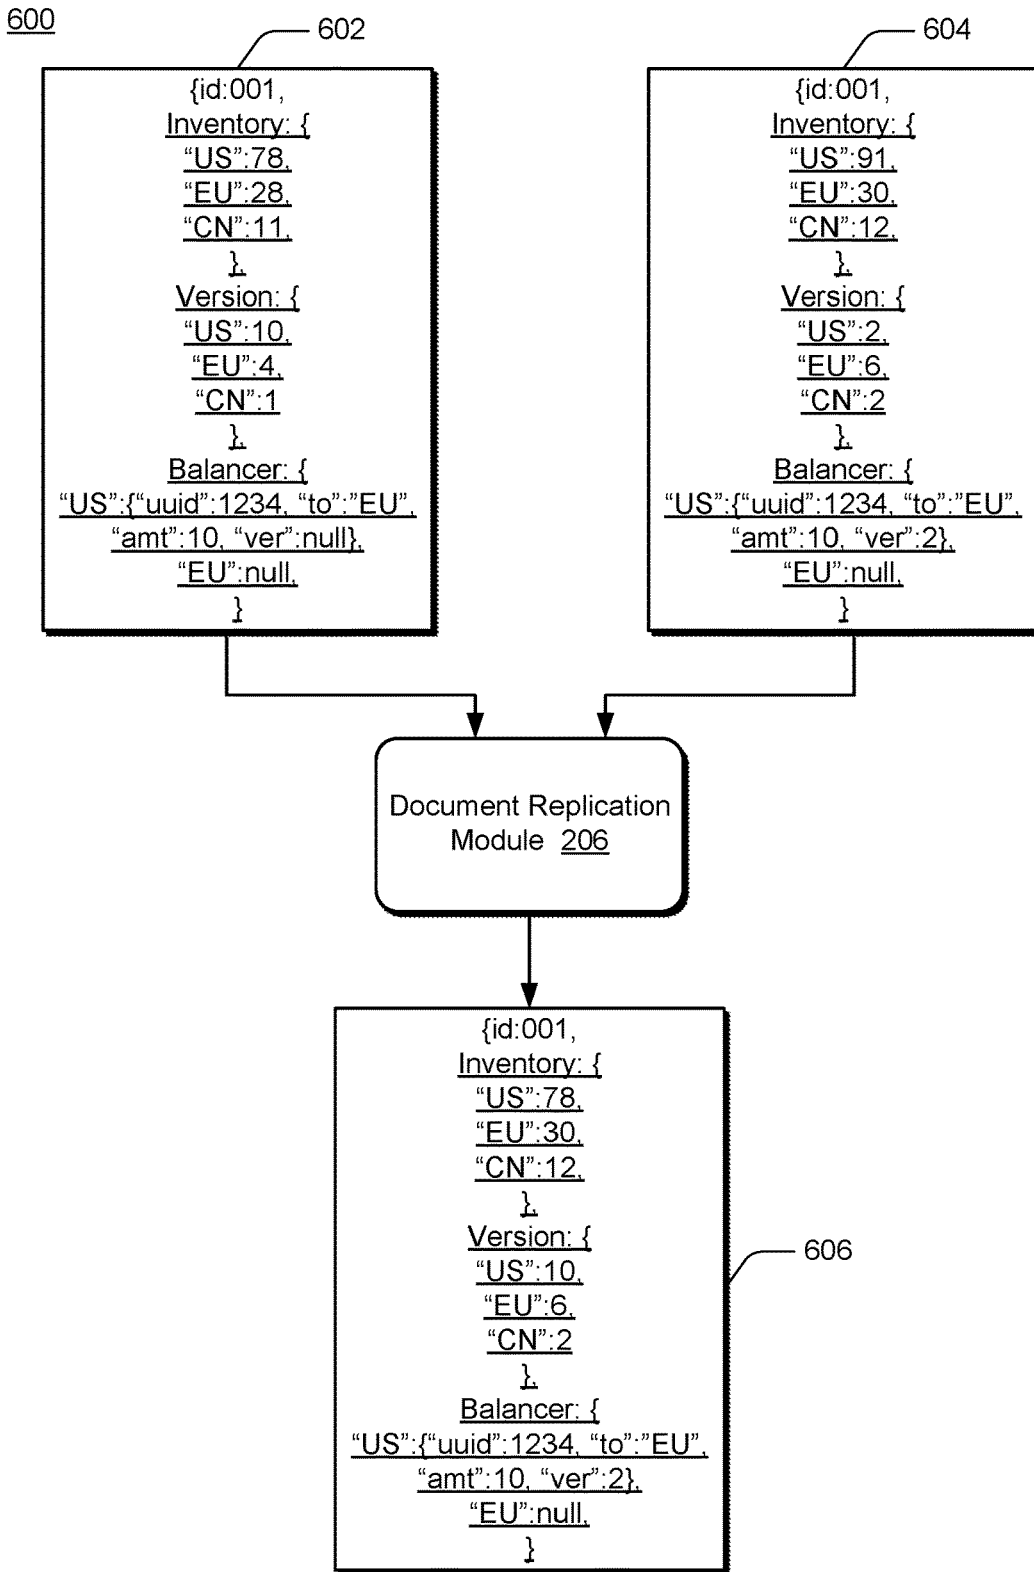 600
602
{id:001,
Inventory: {
“US”:78,
“EU”:28,
“CN”:11,
},
Version: {
“US”:10,
“EU”:4,
“CN”:1
},
Balancer: {
“US”:{“uuid”:1234, “to”:”EU”,
“amt”:10, “ver”:null},
“EU”:null,
}
604
{id:001,
Inventory: {
“US”:91,
“EU”:30,
“CN”:12,
},
Version: {
“US”:2,
“EU”:6,
“CN”:2
},
Balancer: {
“US”:{“uuid”:1234, “to”:”EU”,
“amt”:10, “ver”:2},
“EU”:null,
}
Document Replication
Module 206
{id:001,
Inventory: {
“US”:78,
“EU”:30,
“CN”:12,
},
Version: {
“US”:10,
“EU”:6,
“CN”:2
},
Balancer: {
“US”:{“uuid”:1234, “to”:”EU”,
“amt”:10, “ver”:2},
“EU”:null,
}
606